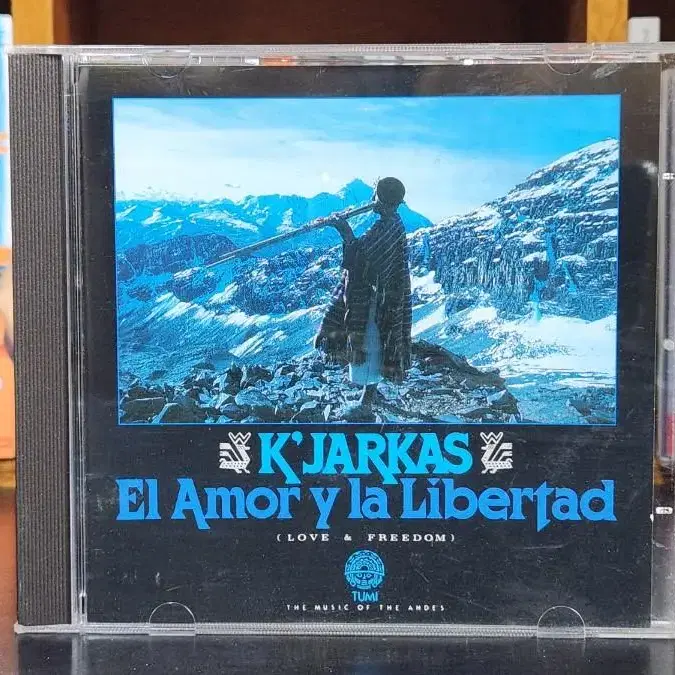 K'JARKAS
El Amor y la Libertad
(LOVE & FREEDOM)
TUMI
THE MUSIC OF THE ANDES